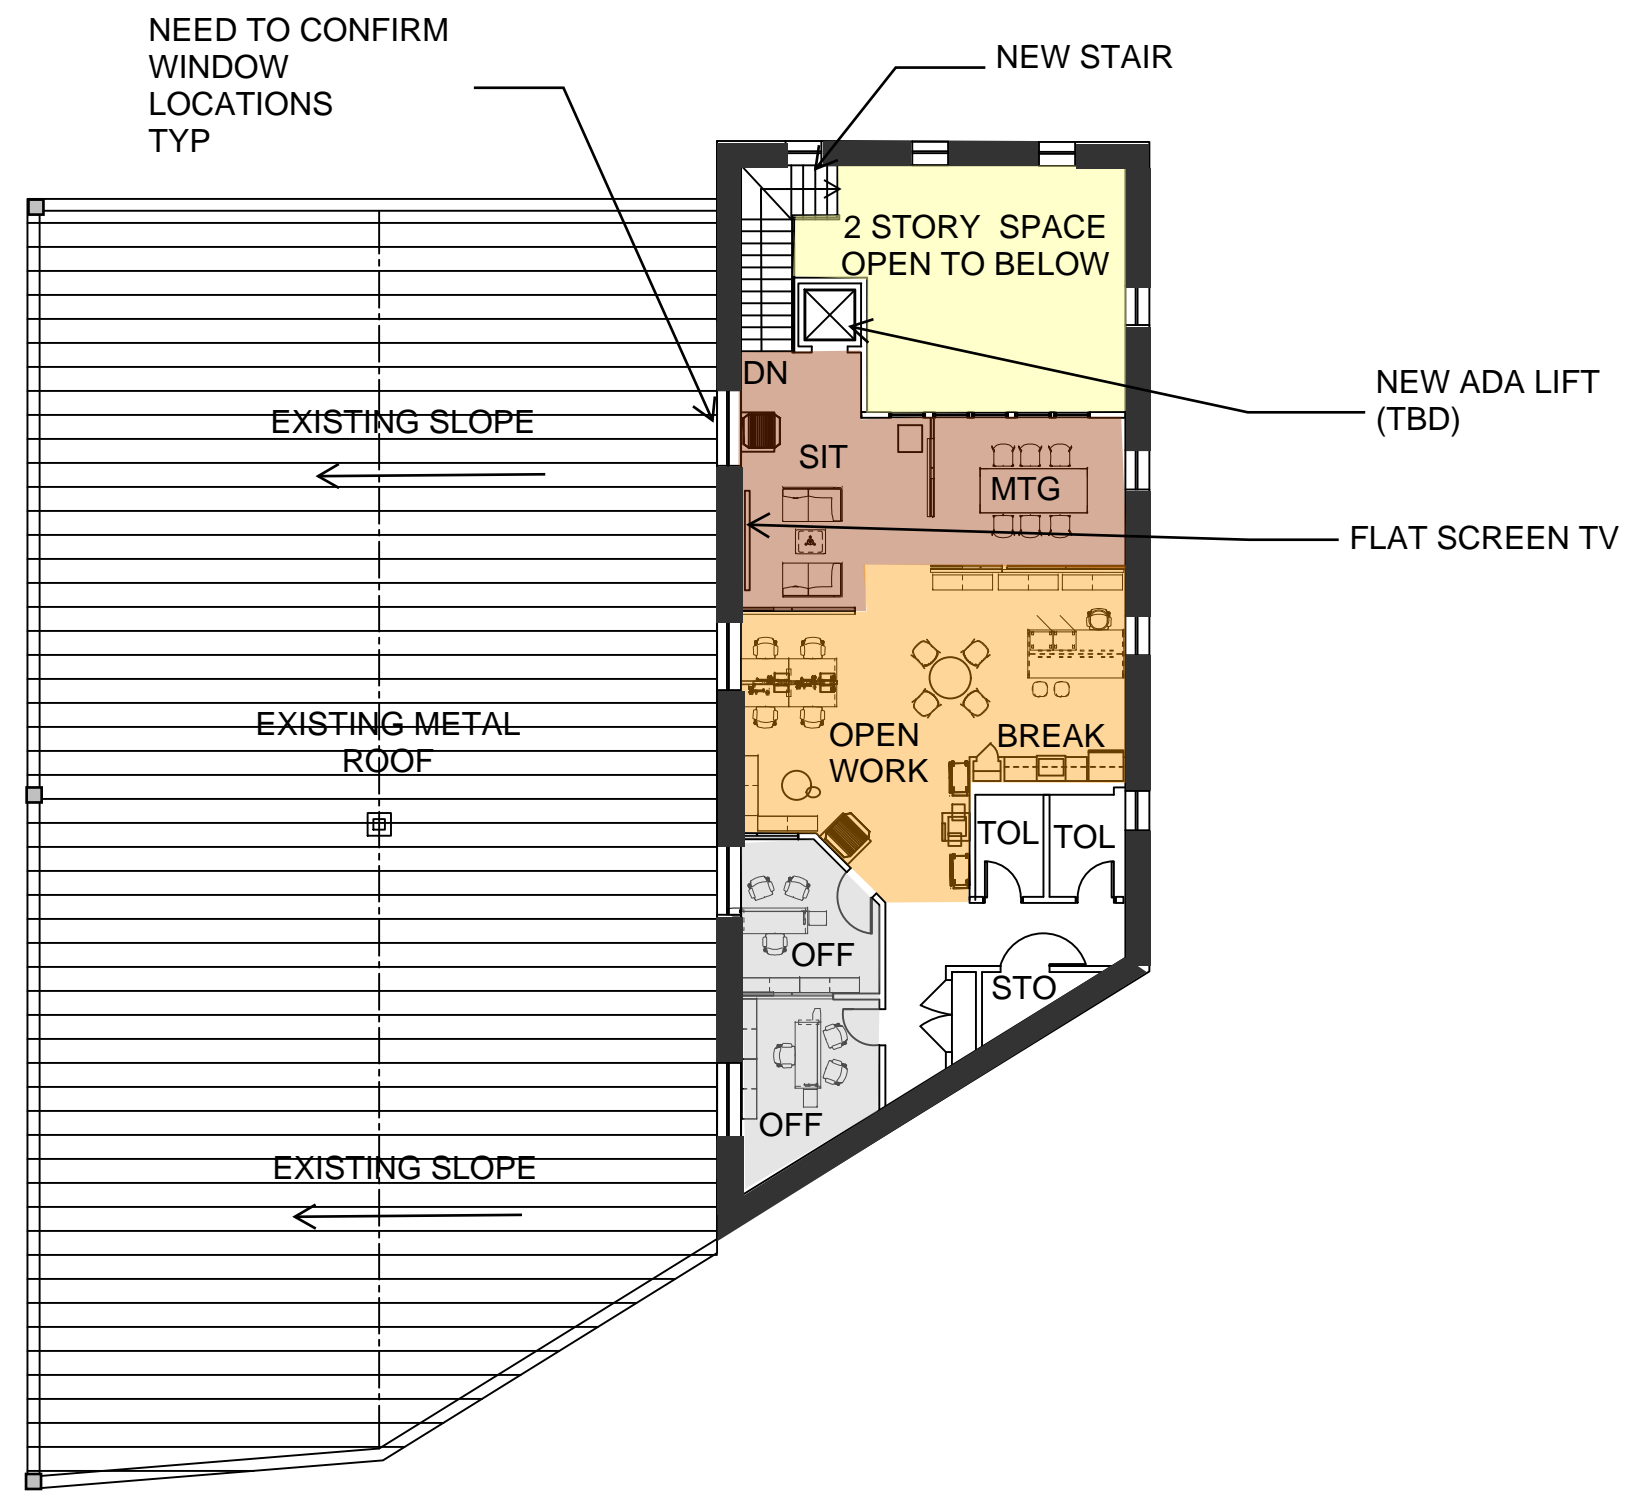 NEED TO CONFIRM
WINDOW
LOCATIONS
TYP
NEW STAIR
2 STORY SPACE
OPEN TO BELOW
DN
NEW ADA LIFT
(TBD)
EXISTING SLOPE
SIT
MTG
FLAT SCREEN TV
EXISTING METAL
ROOF
OPEN
WORK
BREAK
TOL
TOL
OFF
STO
OFF
EXISTING SLOPE